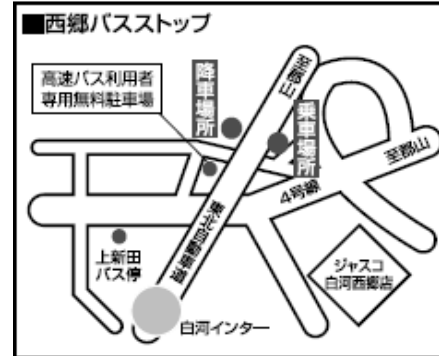 ■西郷バスストップ
高速バス利用者
専用無料駐車場
降車場所
至郡山
乗車場所
至郡山
4号線
東北自動車道
上新田
バス停
ジャスコ
白河西郷店
白河インター